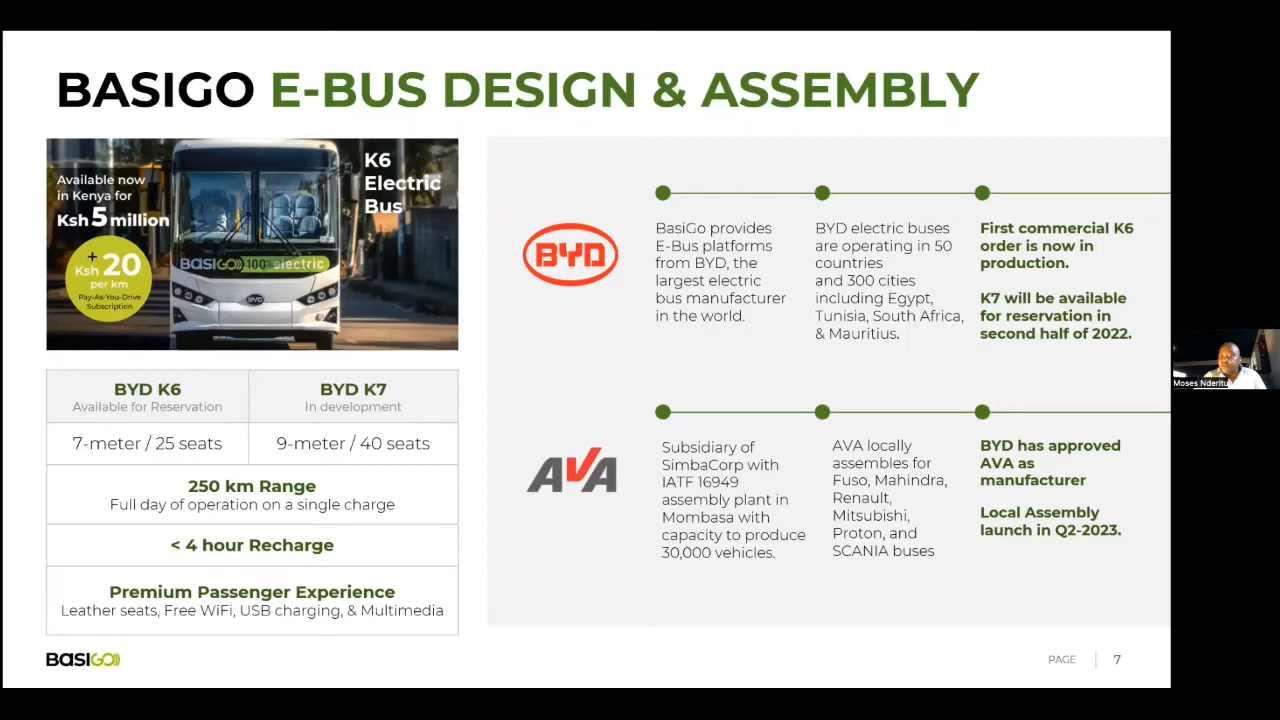 BASIGO E-BUS DESIGN & ASSEMBLY
Available now
in Kenya for
Ksh 5 million
+
Ksh 20
per km
Pay-As-You-Drive
Subscription
K6
Electric
Bus
BASIGO 100% electric
BYD
BYD K6
Available for Reservation
BYD K7
In development
7-meter / 25 seats
9-meter / 40 seats
250 km Range
Full day of operation on a single charge
< 4 hour Recharge
Premium Passenger Experience
Leather seats, Free WiFi, USB charging, & Multimedia
BYD
BasiGo provides
E-Bus platforms
from BYD, the
largest electric
bus manufacturer
in the world.
BYD electric buses
are operating in 50
countries
and 300 cities
including Egypt,
Tunisia, South Africa,
& Mauritius.
First commercial K6
order is now in
production.
K7 will be available
for reservation in
second half of 2022.
AVA
Subsidiary of
SimbaCorp with
IATF 16949
assembly plant in
Mombasa with
capacity to produce
30,000 vehicles.
AVA locally
assembles for
Fuso, Mahindra,
Renault,
Mitsubishi,
Proton, and
SCANIA buses
BYD has approved
AVA as
manufacturer
Local Assembly
launch in Q2-2023.
BASIGO
PAGE 7
Moses Nderitu